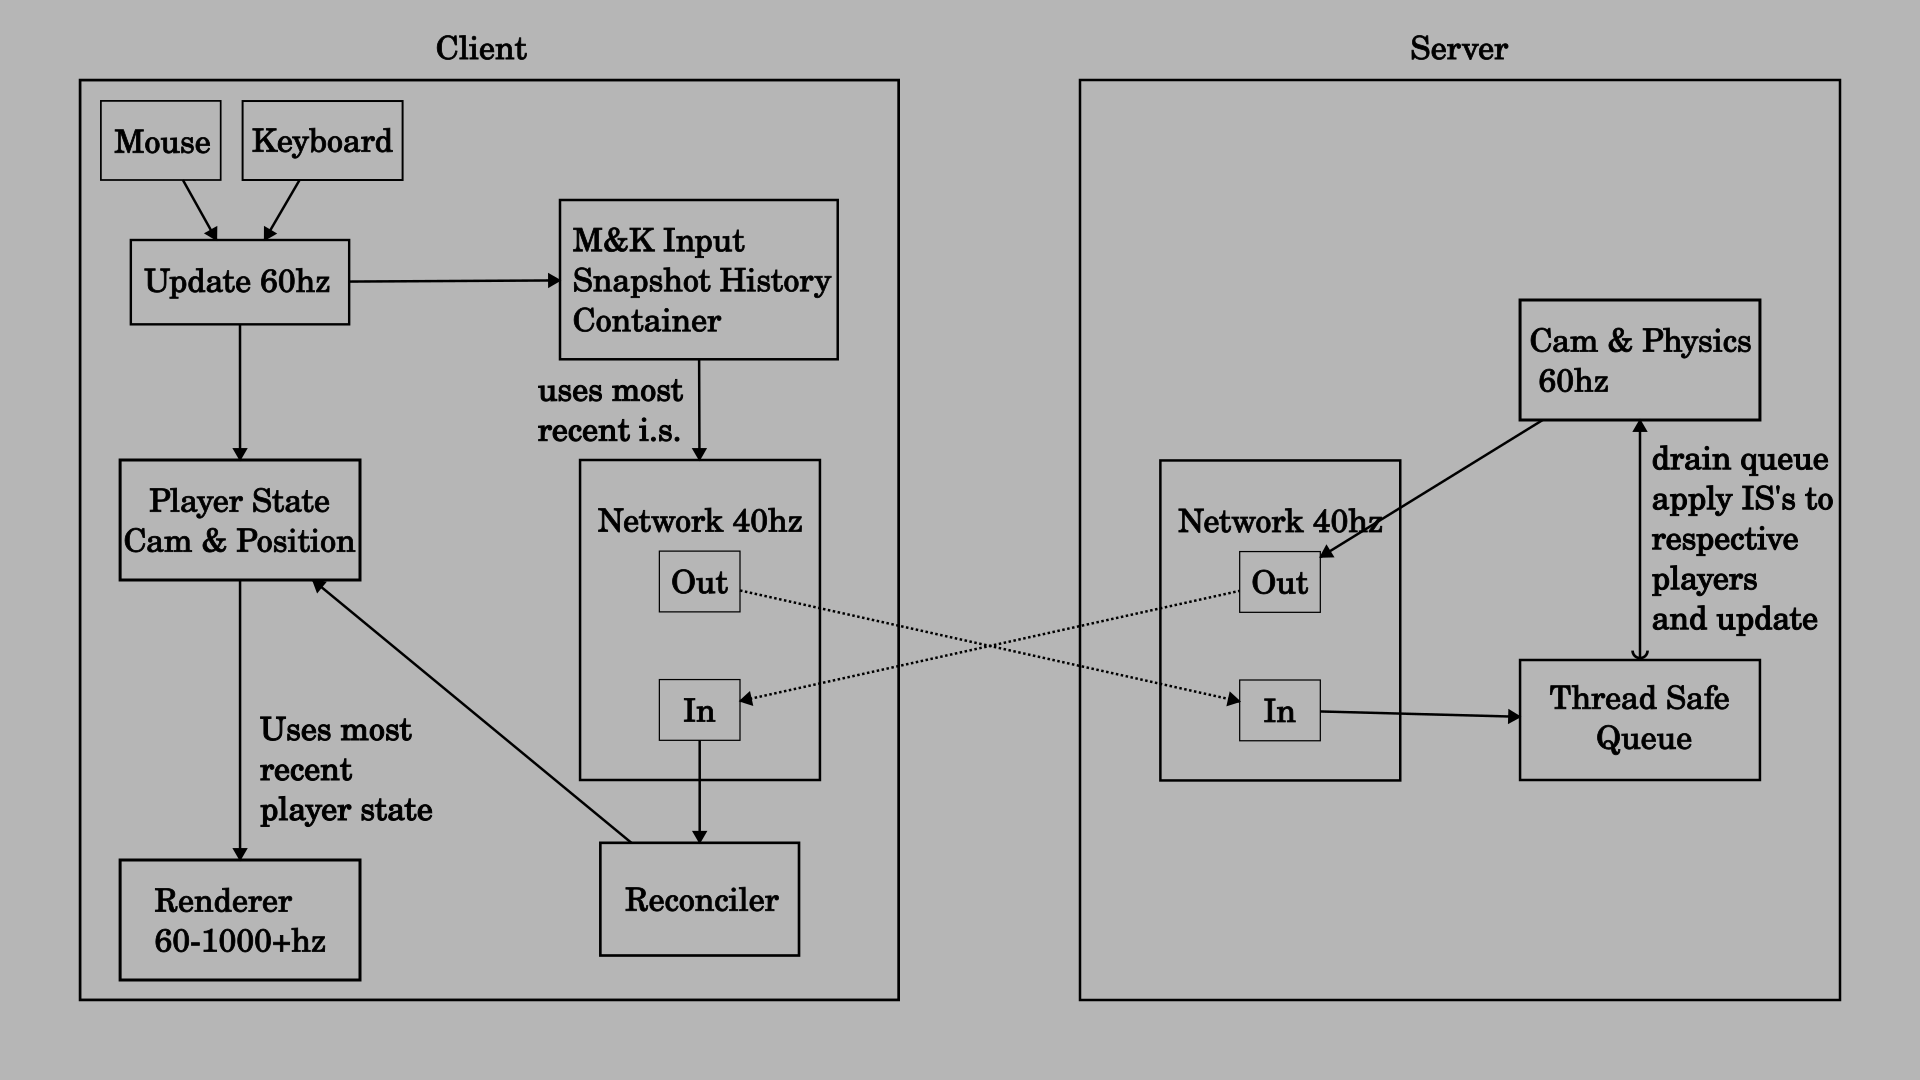 Client
Server
Mouse
Keyboard
Update 60hz
M&K Input
Snapshot History
Container
uses most
recent i.s.
Player State
Cam & Position
Network 40hz
Out
In
Uses most
recent
player state
Renderer
60-1000+hz
Reconciler
Cam & Physics
60hz
Network 40hz
Out
In
drain queue
apply IS's to
respective
players
and update
Thread Safe
Queue